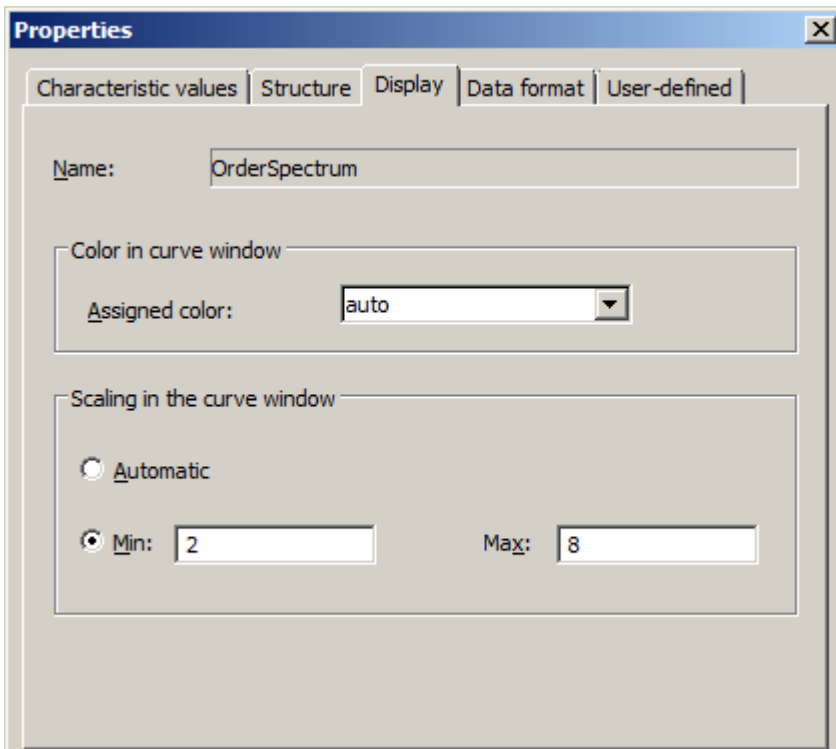 Properties
Characteristic values Structure Display Data format User-defined
Name: OrderSpectrum
Color in curve window
Assigned color: auto
Scaling in the curve window
Automatic
Min: 2 Max: 8